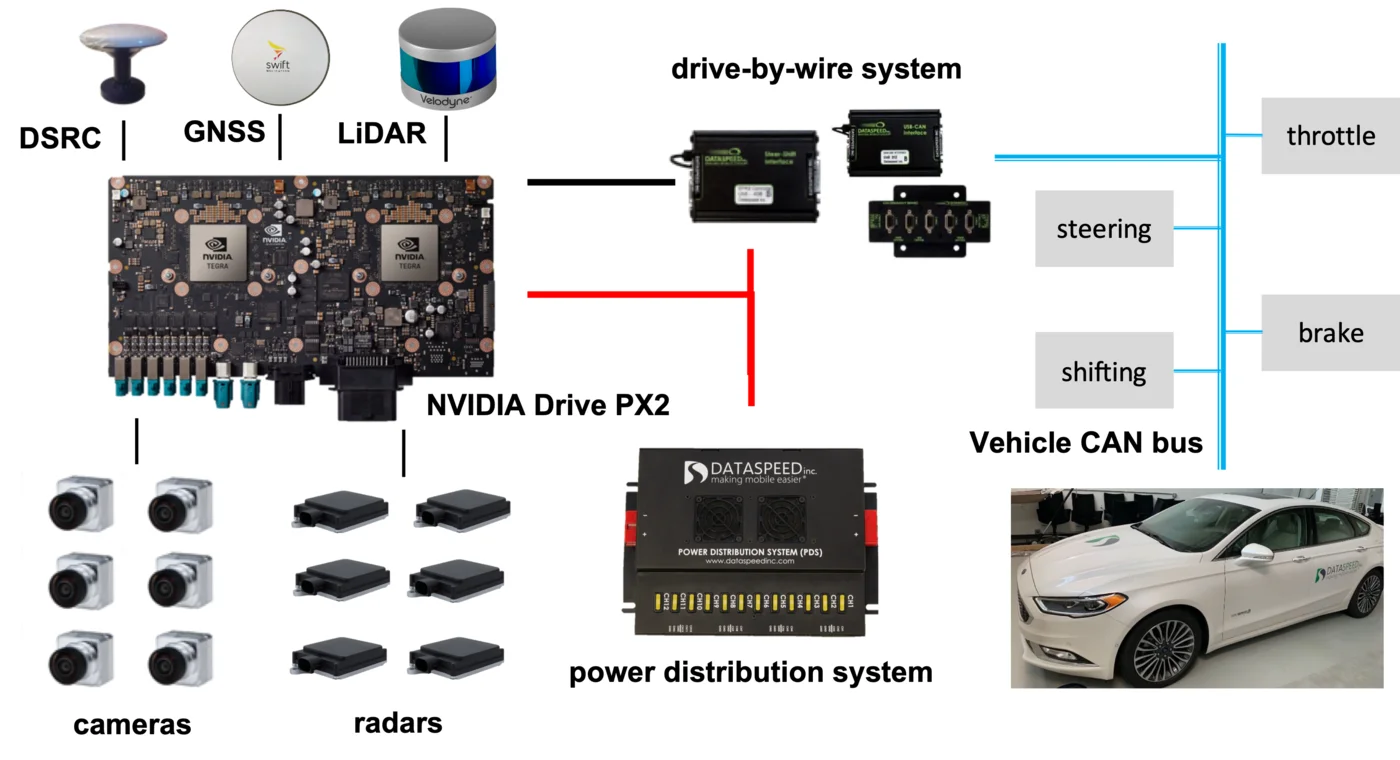 swift
Velodyne
DSRC
GNSS
LiDAR
drive-by-wire system
DATASPEED
Steer-Shift
Interface
DATASPEED
USB-CAN
Interface
throttle
steering
brake
shifting
NVIDIA
TEGRA
NVIDIA
NVIDIA
TEGRA
NVIDIA Drive PX2
Vehicle CAN bus
DATASPEED inc.
making mobile easier®
POWER DISTRIBUTION SYSTEM (PDS)
www.dataspeedinc.com
CH12 CH11 CH10 CH9 CH8 CH7 CH6 CH5 CH4 CH3 CH2 CH1
DATASPEED
power distribution system
cameras
radars